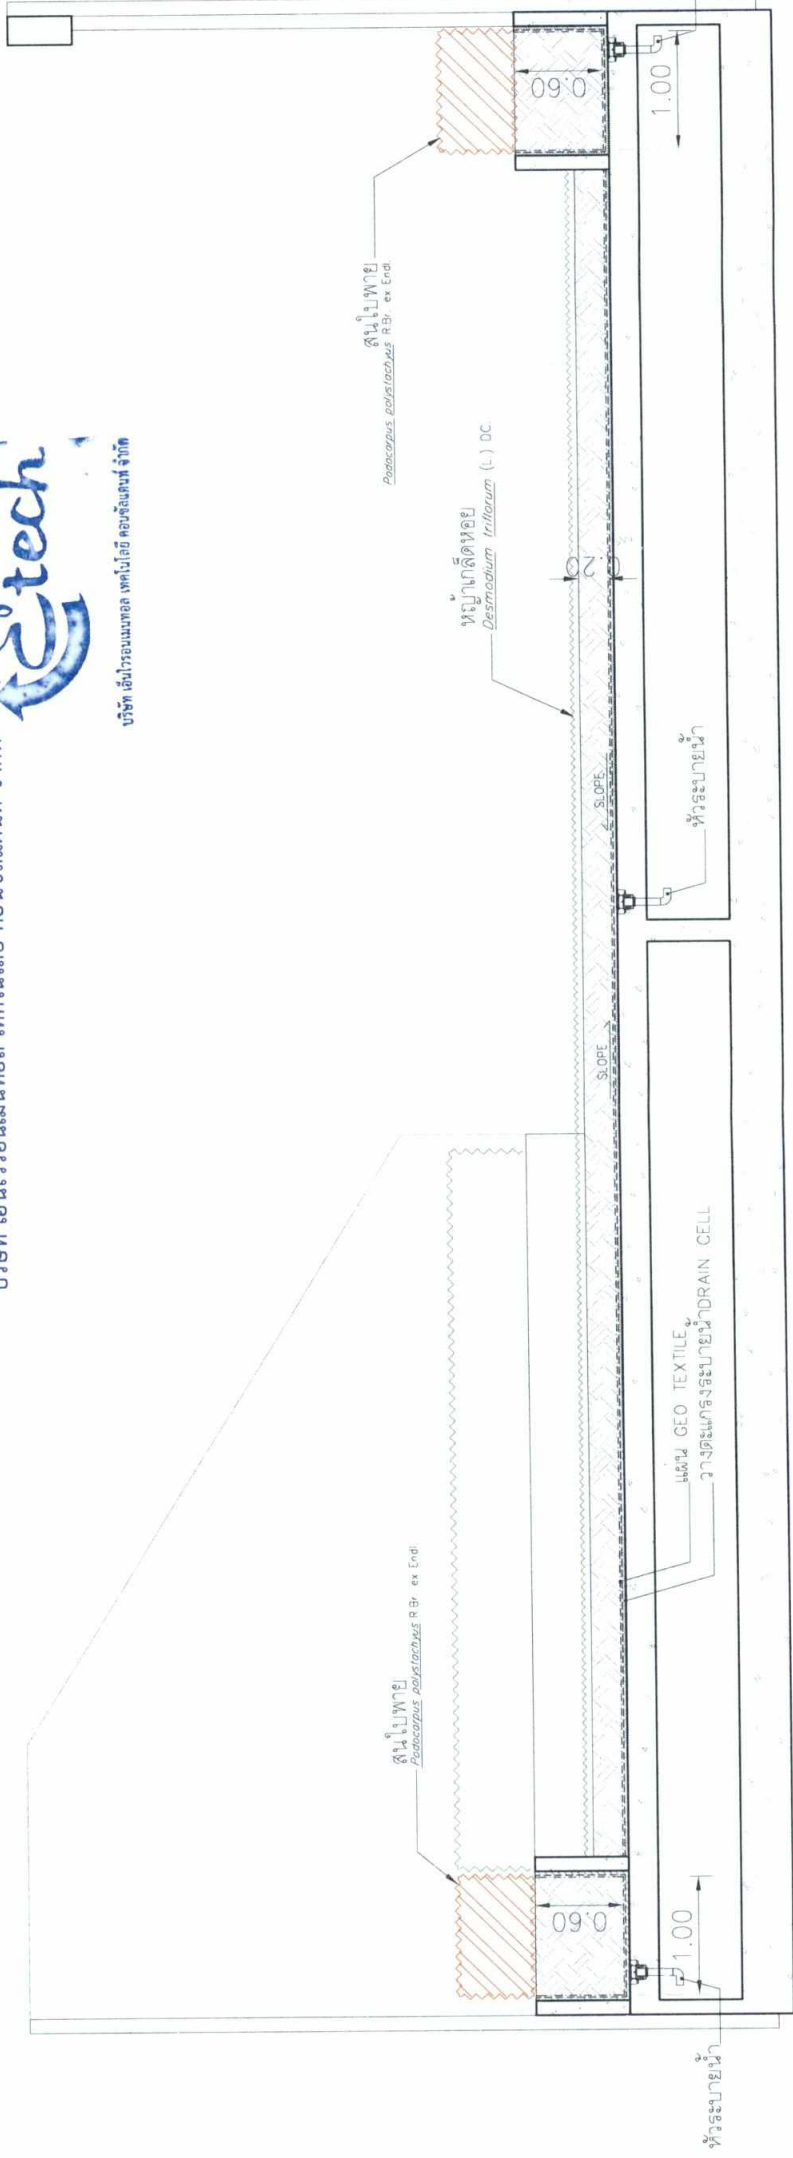 Etech
บริษัท เอ็นไวรอนเมนทอล เทคโนโลยี คอนซัลแตนท์ จำกัด
สนใบพาย
Podocarpus polystachyus R.Br. ex Endl.
0.60
1.00
หญ้าเกล็ดหอย
Desmodium triflorum (L.) DC.
0.20
SLOPE
SLOPE
หัวระบายน้ำ
สนใบพาย
Podocarpus polystachyus R.Br. ex Endl.
แผ่น GEO TEXTILE
วางตะแกรงระบายน้ำDRAIN CELL
0.60
1.00
หัวระบายน้ำ